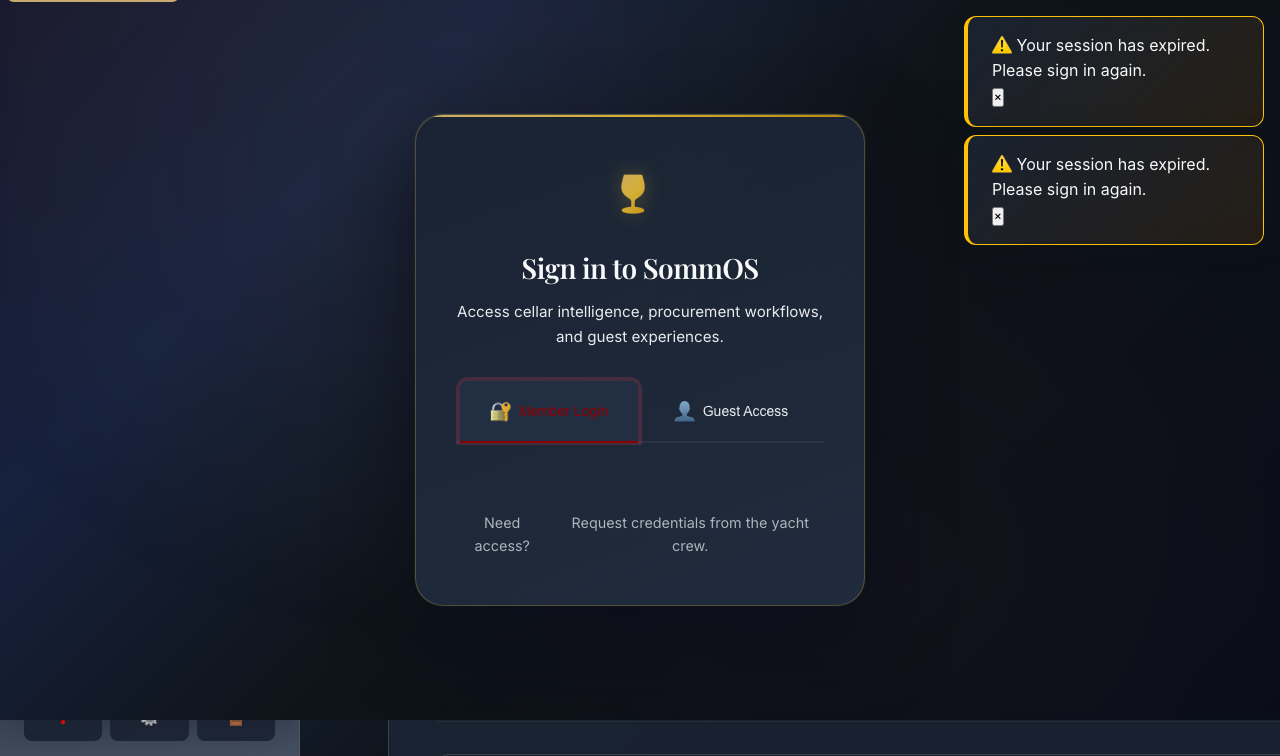 ⚠️ Your session has expired.
Please sign in again.
×
⚠️ Your session has expired.
Please sign in again.
×
Sign in to SommOS
Access cellar intelligence, procurement workflows,
and guest experiences.
🔐 Member Login
👤 Guest Access
Need
access?
Request credentials from the yacht
crew.